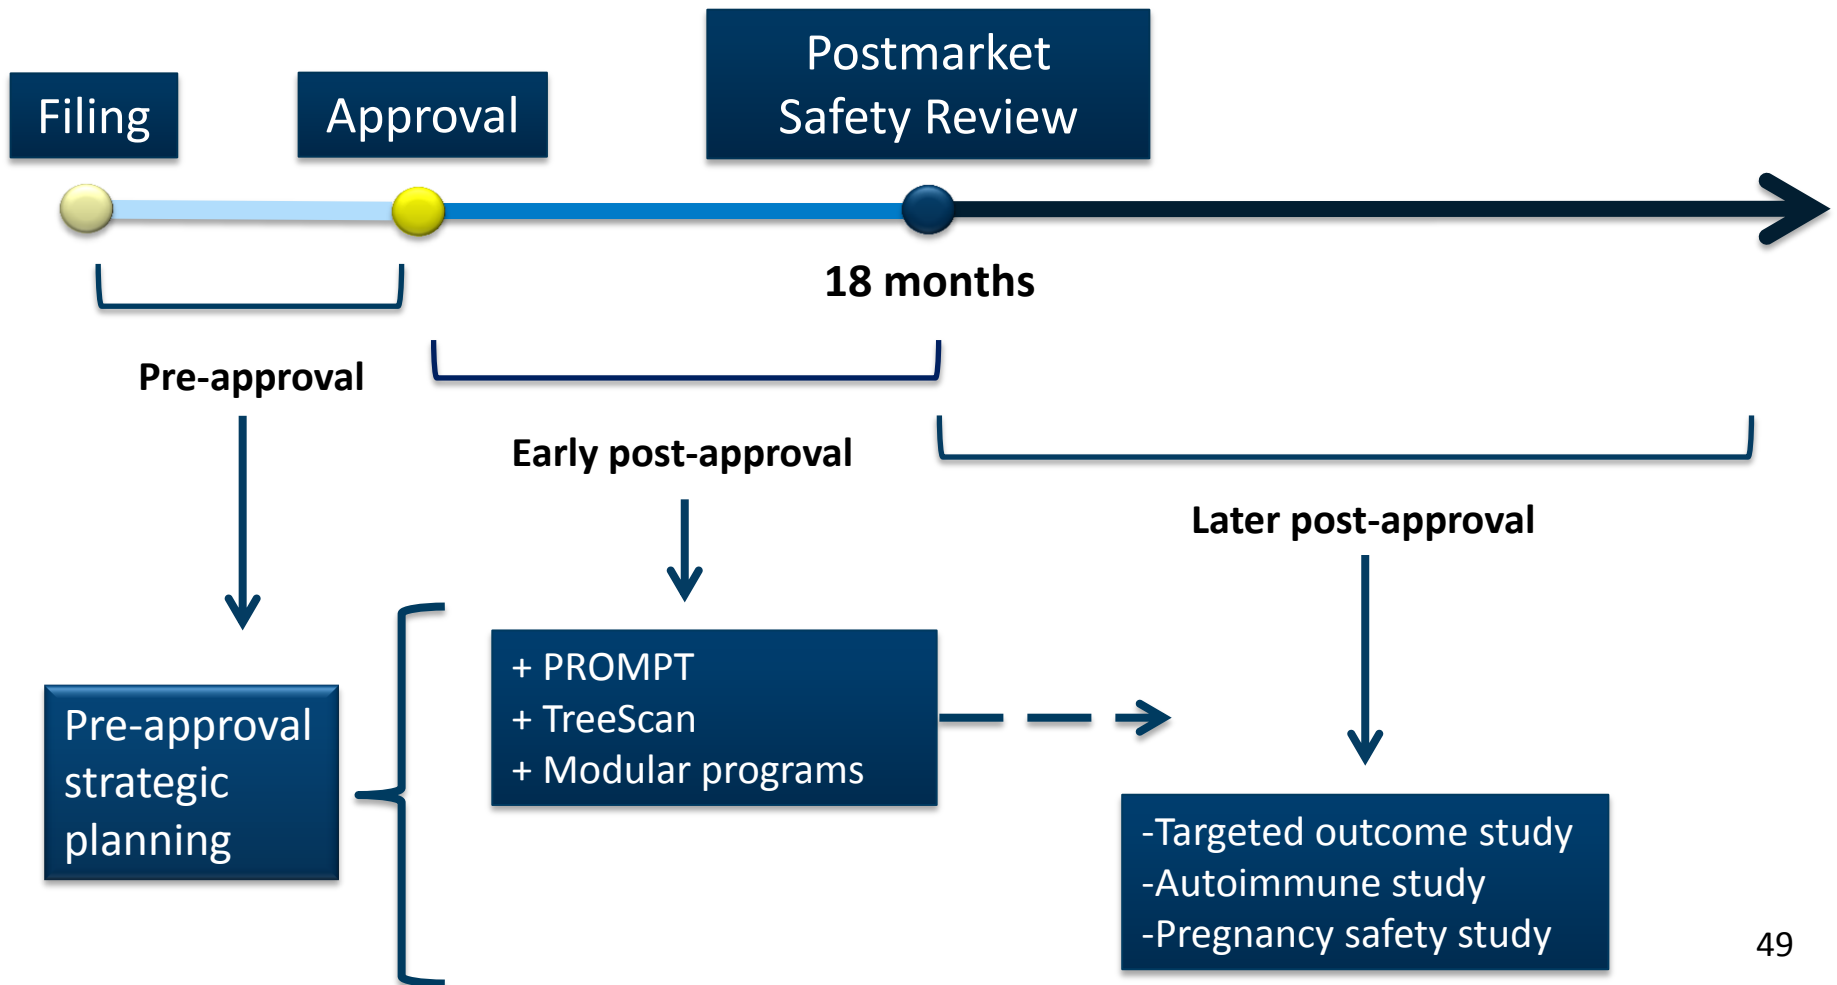 Filing
Approval
Postmarket
Safety Review
18 months
Pre-approval
Early post-approval
Later post-approval
Pre-approval
strategic
planning
+ PROMPT
+ TreeScan
+ Modular programs
-Targeted outcome study
-Autoimmune study
-Pregnancy safety study
49